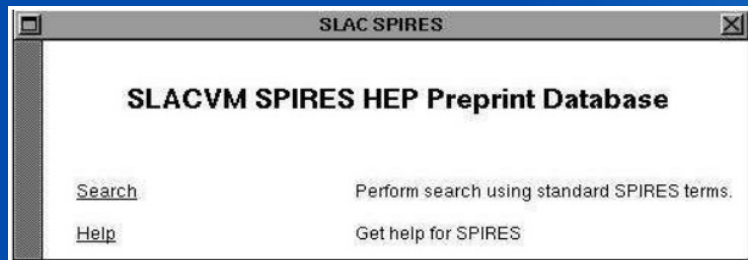 SLAC SPIRES
SLACVM SPIRES HEP Preprint Database
Search Perform search using standard SPIRES terms.
Help Get help for SPIRES